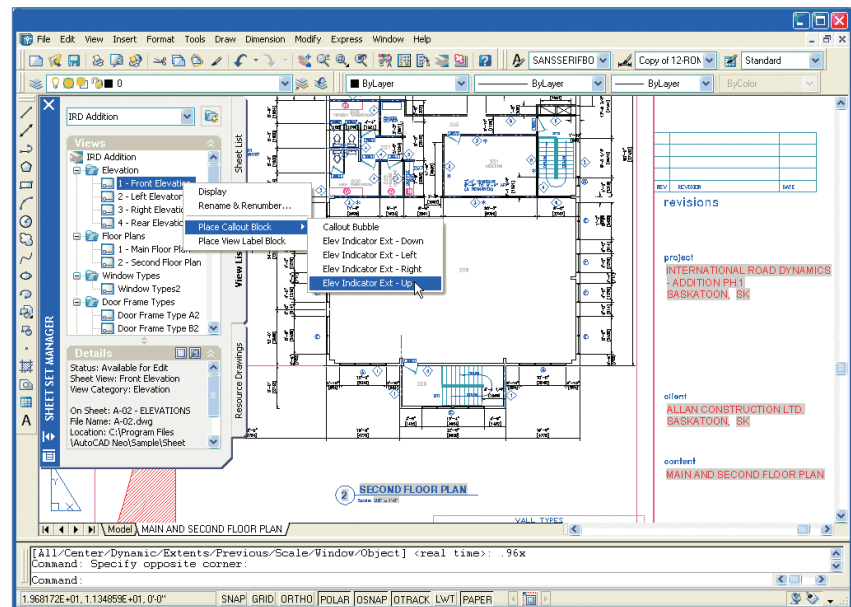 File Edit View Insert Format Tools Draw Dimension Modify Express Window Help
SANSSERIFBO Copy of 12-RON Standard
0 ByLayer ByLayer ByLayer ByColor
IRD Addition
Sheet List
View Lis
Resource Drawings
SHEET SET MANAGER
Views
IRD Addition
Elevation
1 - Front Elevation
2 - Left Elevaton
3 - Right Elevatio
4 - Rear Elevatio
Floor Plans
1 - Main Floor Plan
2 - Second Floor Plan
Window Types
Window Types2
Door Frame Types
Door Frame Type A2
Door Frame Type B2
Display
Rename & Renumber...
Place Callout Block
Place View Label Block
Callout Bubble
Elev Indicator Ext - Down
Elev Indicator Ext - Left
Elev Indicator Ext - Right
Elev Indicator Ext - Up
Details
Status: Available for Edit
Sheet View: Front Elevation
View Category: Elevation
On Sheet: A-02 - ELEVATIONS
File Name: A-02.dwg
Location: C:\Program Files
\AutoCAD Neo\Sample\Sheet
REV REVISION DATE
revisions
project
INTERNATIONAL ROAD DYNAMICS
- ADDITION PH.1
SASKATOON, SK
client
ALLAN CONSTRUCTION LTD.
SASKATOON, SK
content
MAIN AND SECOND FLOOR PLAN
2 SECOND FLOOR PLAN
WALL TYPES
Model MAIN AND SECOND FLOOR PLAN
[All/Center/Dynamic/Extents/Previous/Scale/Window/Object] <real time>: .96x
Command: Specify opposite corner:
Command:
1.968172E+01, 1.134859E+01, 0'-0" SNAP GRID ORTHO POLAR OSNAP OTRACK LWT PAPER